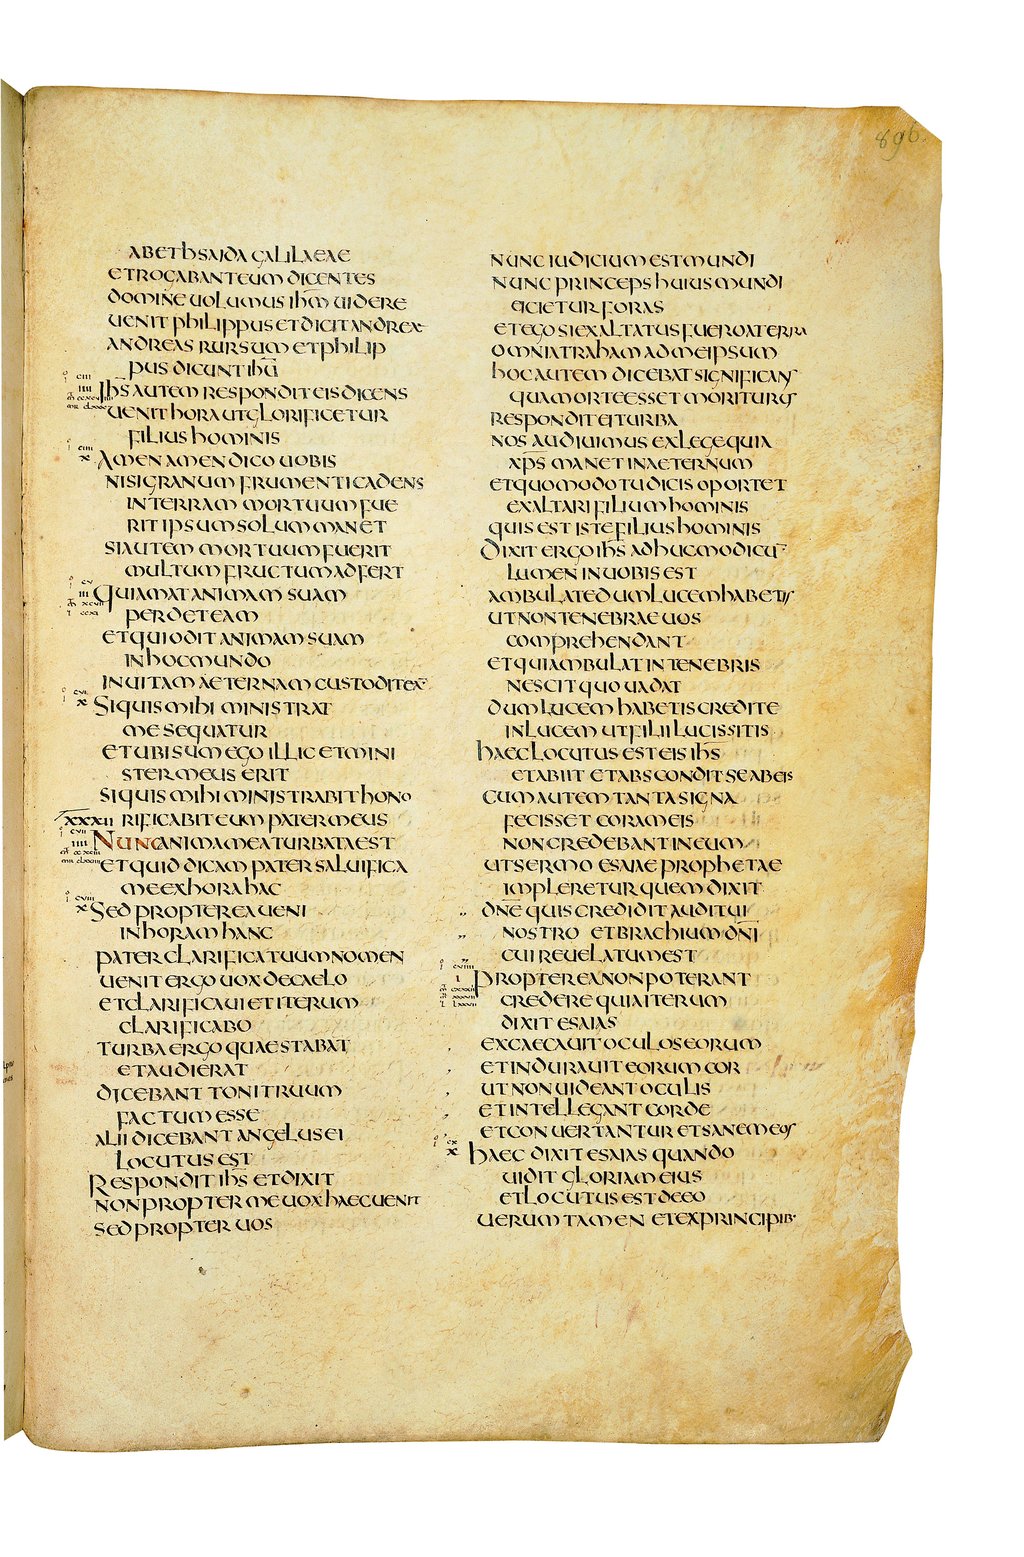 896
A BETHSAIDA GALILAEAE
ET ROGABANT EUM DICENTES
DOMINE UOLUMUS IHM UIDERE
UENIT PHILIPPUS ET DICIT ANDREAE
ANDREAS RURSUM ET PHILIP
PUS DICUNT IHU
IHS AUTEM RESPONDIT EIS DICENS
UENIT HORA UT GLORIFICETUR
FILIUS HOMINIS
AMEN AMEN DICO UOBIS
NISI GRANUM FRUMENTI CADENS
IN TERRAM MORTUUM FUE
RIT IPSUM SOLUM MANET
SI AUTEM MORTUUM FUERIT
MULTUM FRUCTUM ADFERT
QUI AMAT ANIMAM SUAM
PERDET EAM
ET QUI ODIT ANIMAM SUAM
IN HOC MUNDO
IN UITAM AETERNAM CUSTODIT EA
SI QUIS MIHI MINISTRAT
ME SEQUATUR
ET UBI SUM EGO ILLIC ET MINI
STER MEUS ERIT
SI QUIS MIHI MINISTRABIT HONO
XXXII RIFICABIT EUM PATER MEUS
NUNC ANIMA MEA TURBATA EST
ET QUID DICAM PATER SALUIFICA
ME EX HORA HAC
SED PROPTEREA UENI
IN HORAM HANC
PATER CLARIFICA TUUM NOMEN
UENIT ERGO UOX DE CAELO
ET CLARIFICAUI ET ITERUM
CLARIFICABO
TURBA ERGO QUAE STABAT
ET AUDIERAT
DICEBANT TONITRUUM
FACTUM ESSE
ALII DICEBANT ANGELUS EI
LOCUTUS EST
RESPONDIT IHS ET DIXIT
NON PROPTER ME UOX HAEC UENIT
SED PROPTER UOS
NUNC IUDICIUM EST MUNDI
NUNC PRINCEPS HUIUS MUNDI
EICIETUR FORAS
ET EGO SI EXALTATUS FUERO A TERRA
OMNIA TRAHAM AD ME IPSUM
HOC AUTEM DICEBAT SIGNIFICANS
QUA MORTE ESSET MORITURUS
RESPONDIT EI TURBA
NOS AUDIUIMUS EX LEGE QUIA
XPS MANET IN AETERNUM
ET QUOMODO TU DICIS OPORTET
EXALTARI FILIUM HOMINIS
QUIS EST ISTE FILIUS HOMINIS
DIXIT ERGO IHS ADHUC MODICU
LUMEN IN UOBIS EST
AMBULATE DUM LUCEM HABETIS
UT NON TENEBRAE UOS
COMPREHENDANT
ET QUI AMBULAT IN TENEBRIS
NESCIT QUO UADAT
DUM LUCEM HABETIS CREDITE
IN LUCEM UT FILII LUCIS SITIS
HAEC LOCUTUS EST EIS IHS
ET ABIIT ET ABSCONDIT SE AB EIS
CUM AUTEM TANTA SIGNA
FECISSET CORAM EIS
NON CREDEBANT IN EUM
UT SERMO ESAIAE PROPHETAE
IMPLERETUR QUEM DIXIT
DNE QUIS CREDIDIT AUDITUI
NOSTRO ET BRACHIUM DNI
CUI REUELATUM EST
PROPTEREA NON POTERANT
CREDERE QUIA ITERUM
DIXIT ESAIAS
EXCAECAUIT OCULOS EORUM
ET INDURAUIT EORUM COR
UT NON UIDEANT OCULIS
ET INTELLEGANT CORDE
ET CONUERTANTUR ET SANEM EOS
HAEC DIXIT ESAIAS QUANDO
UIDIT GLORIAM EIUS
ET LOCUTUS EST DE EO
UERUM TAMEN ET EX PRINCIPIB·